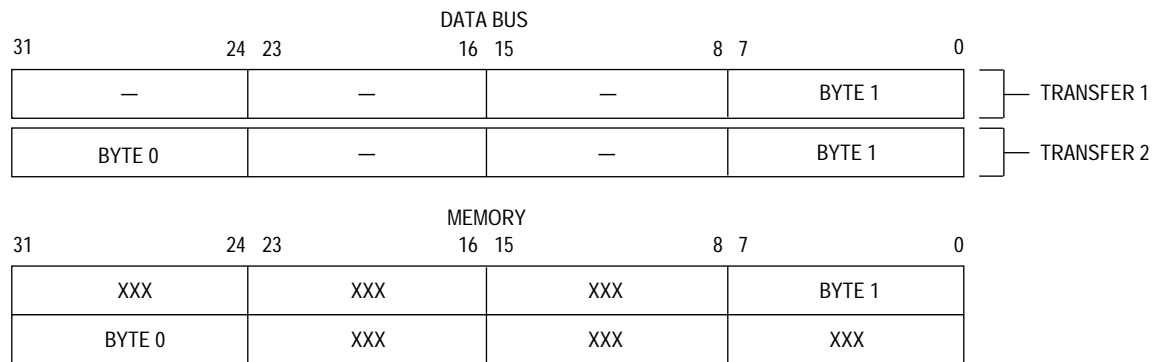 DATA BUS
31 24 23 16 15 8 7 0
— — — BYTE 1 TRANSFER 1
BYTE 0 — — BYTE 1 TRANSFER 2
MEMORY
31 24 23 16 15 8 7 0
XXX XXX XXX BYTE 1
BYTE 0 XXX XXX XXX